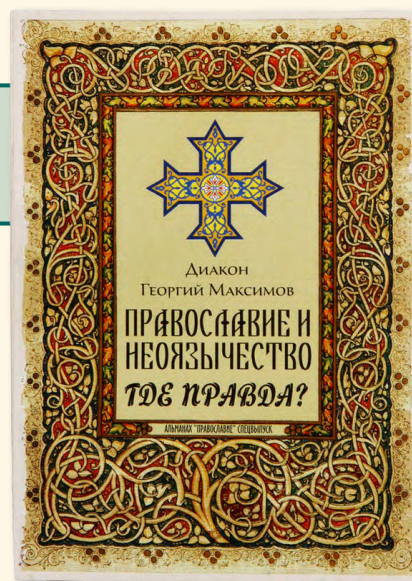 Диакон
Георгий Максимов
ПРАВОСЛАВИЕ И
НЕОЯЗЫЧЕСТВО
ГДЕ ПРАВДА?
АЛЬМАНАХ "ПРАВОСЛАВИЕ" СПЕЦВЫПУСК